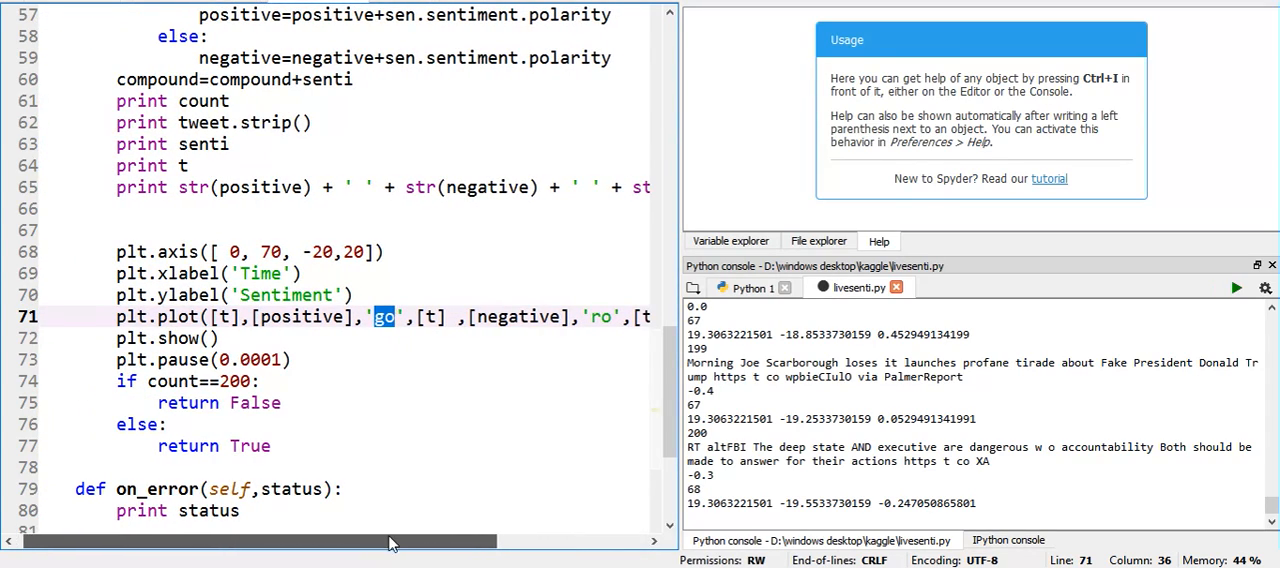 57 positive=positive+sen.sentiment.polarity
58 else:
59 negative=negative+sen.sentiment.polarity
60 compound=compound+senti
61 print count
62 print tweet.strip()
63 print senti
64 print t
65 print str(positive) + ' ' + str(negative) + ' ' + st
66
67
68 plt.axis([ 0, 70, -20,20])
69 plt.xlabel('Time')
70 plt.ylabel('Sentiment')
71 plt.plot([t],[positive],'go',[t] ,[negative],'ro',[t
72 plt.show()
73 plt.pause(0.0001)
74 if count==200:
75 return False
76 else:
77 return True
78
79 def on_error(self,status):
80 print status
81
Usage
Here you can get help of any object by pressing Ctrl+I in
front of it, either on the Editor or the Console.
Help can also be shown automatically after writing a left
parenthesis next to an object. You can activate this
behavior in Preferences > Help.
New to Spyder? Read our tutorial
Variable explorer File explorer Help
Python console - D:\windows desktop\kaggle\livesenti.py
Python 1 livesenti.py
0.0
67
19.3063221501 -18.8533730159 0.452949134199
199
Morning Joe Scarborough loses it launches profane tirade about Fake President Donald Tr
ump https t co wpbieCIulO via PalmerReport
-0.4
67
19.3063221501 -19.2533730159 0.0529491341991
200
RT altFBI The deep state AND executive are dangerous w o accountability Both should be
made to answer for their actions https t co XA
-0.3
68
19.3063221501 -19.5533730159 -0.247050865801
Python console - D:\windows desktop\kaggle\livesenti.py IPython console
Permissions: RW End-of-lines: CRLF Encoding: UTF-8 Line: 71 Column: 36 Memory: 44 %